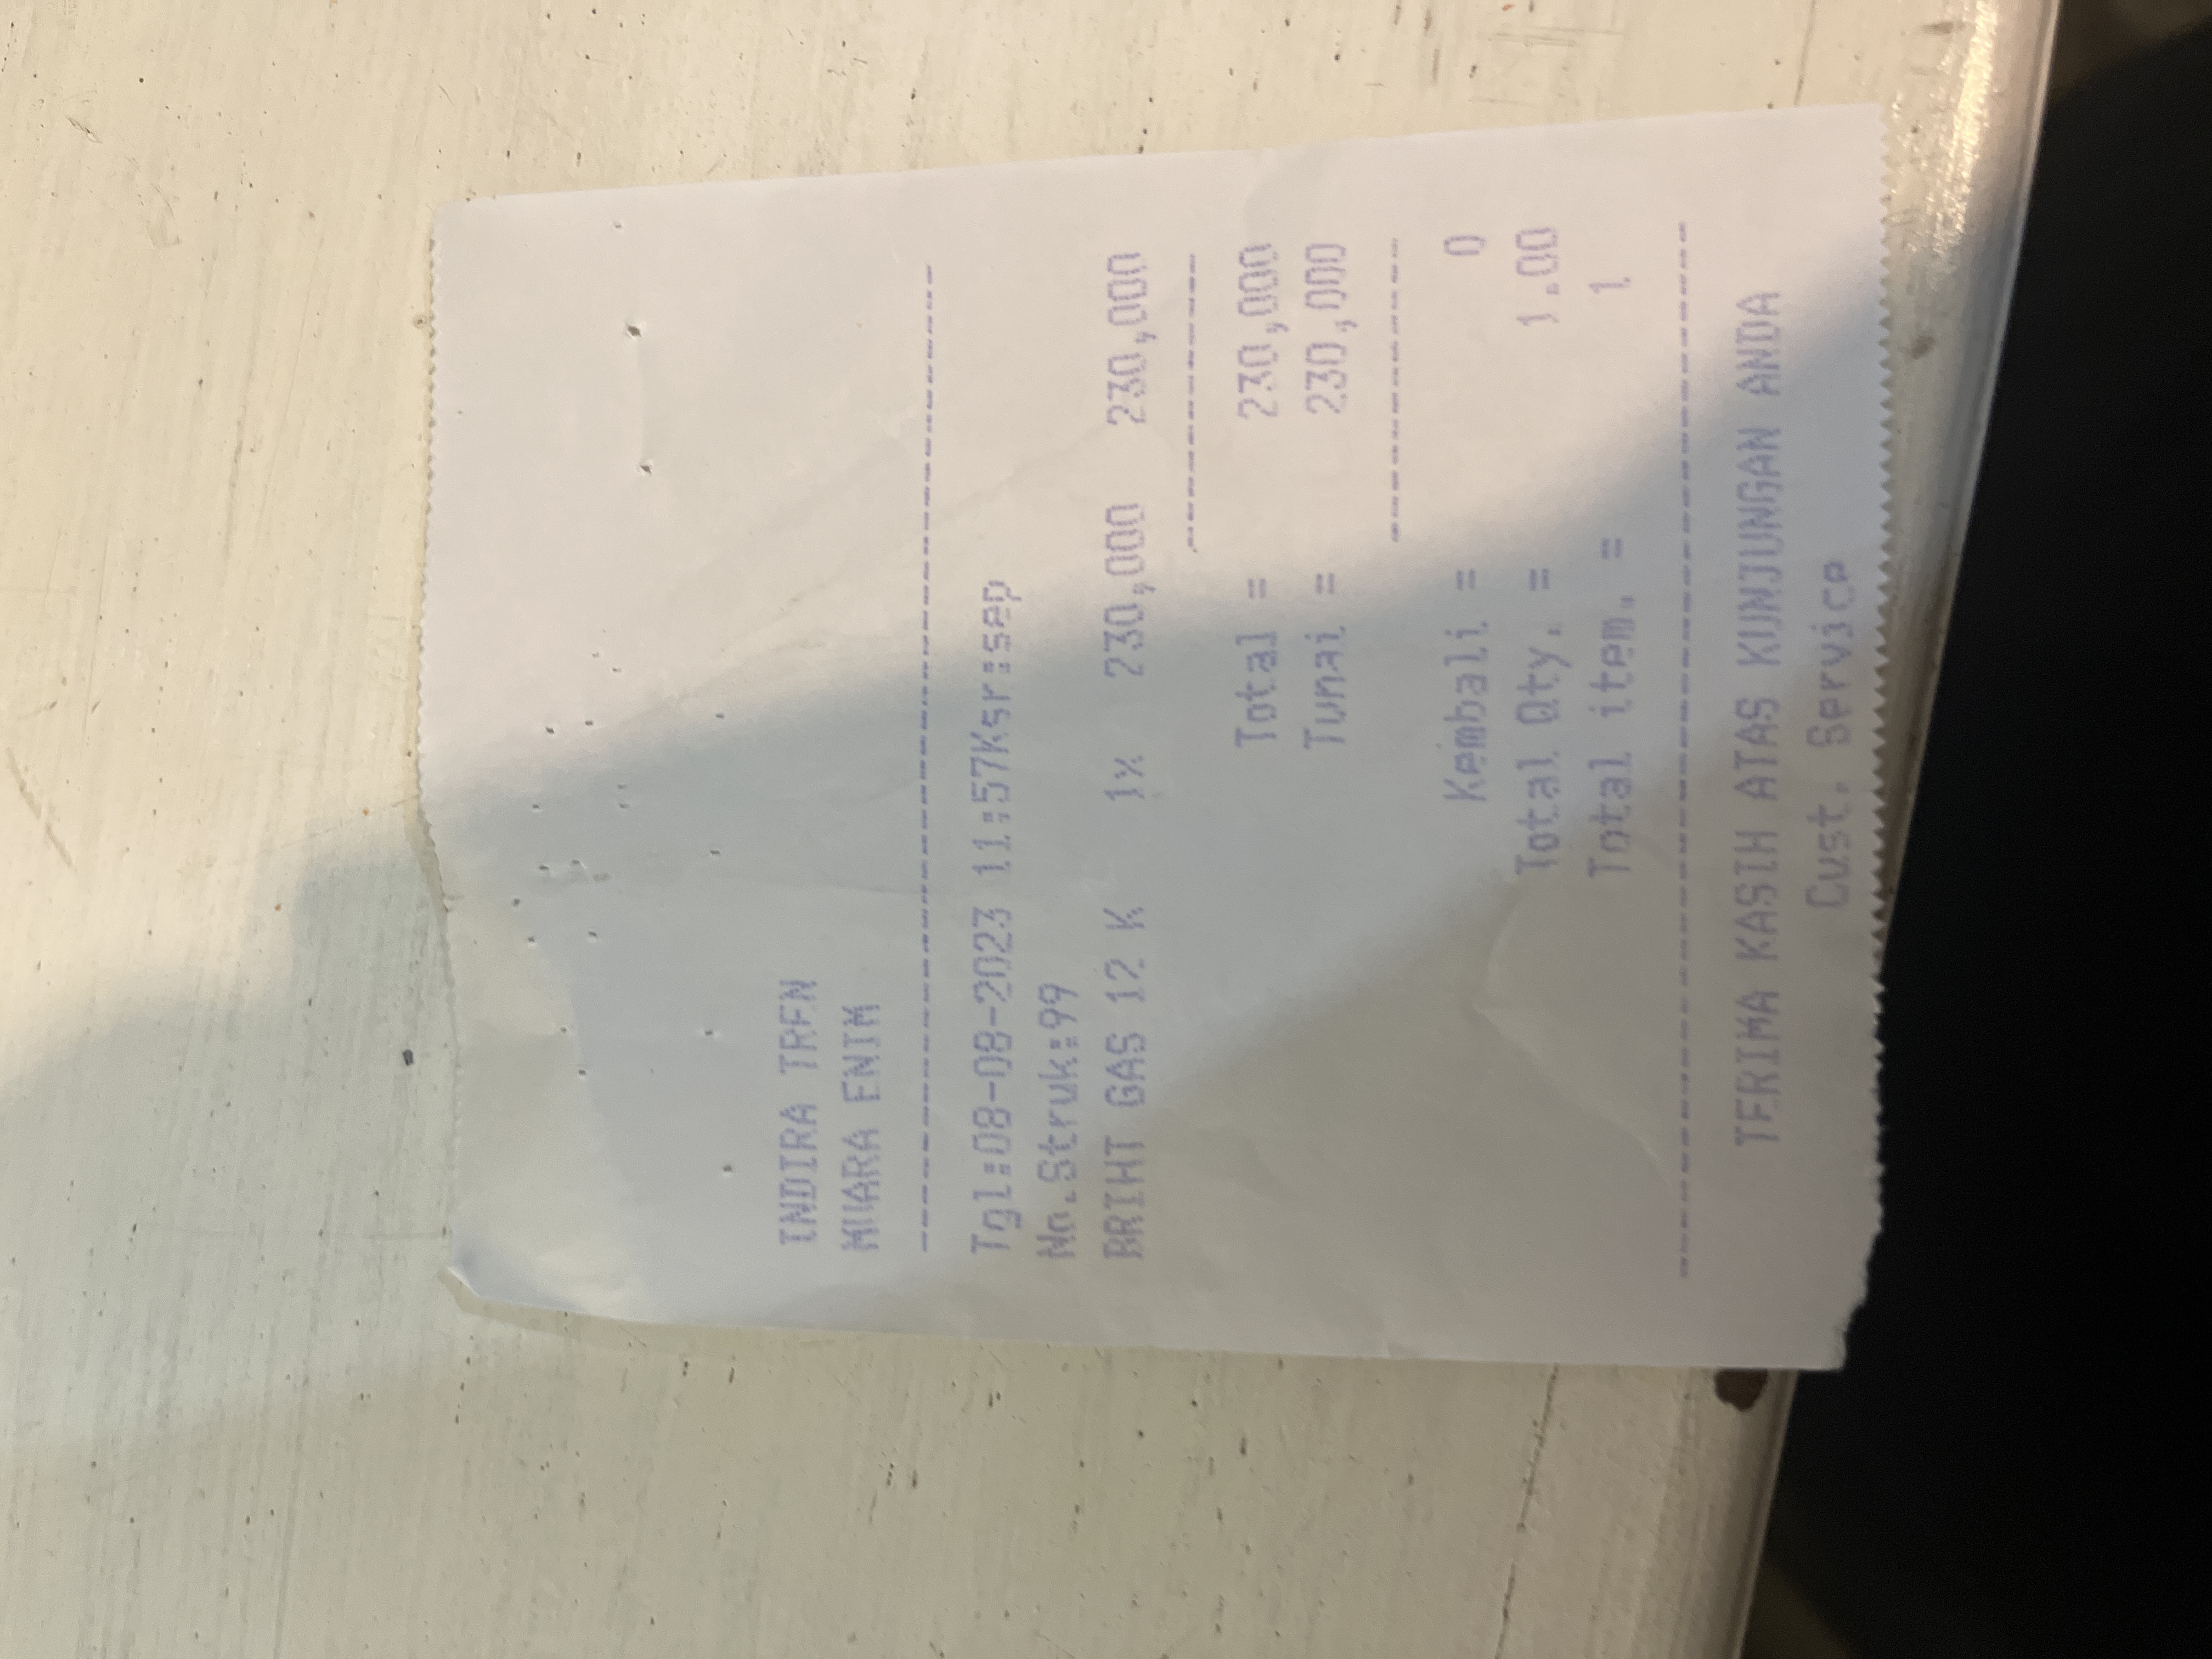 INDIRA TREN
MUARA ENIM
--------------------------------
Tgl:08-08-2023 11:57Ksr:sep
No.Struk:99
BRIHT GAS 12 K 1x 230,000 230,000
----------------
Total = 230,000
Tunai = 230,000
----------------
Kembali = 0
Total Qty. = 1.00
Total item. = 1
--------------------------------
TERIMA KASIH ATAS KUNJUNGAN ANDA
Cust. Service